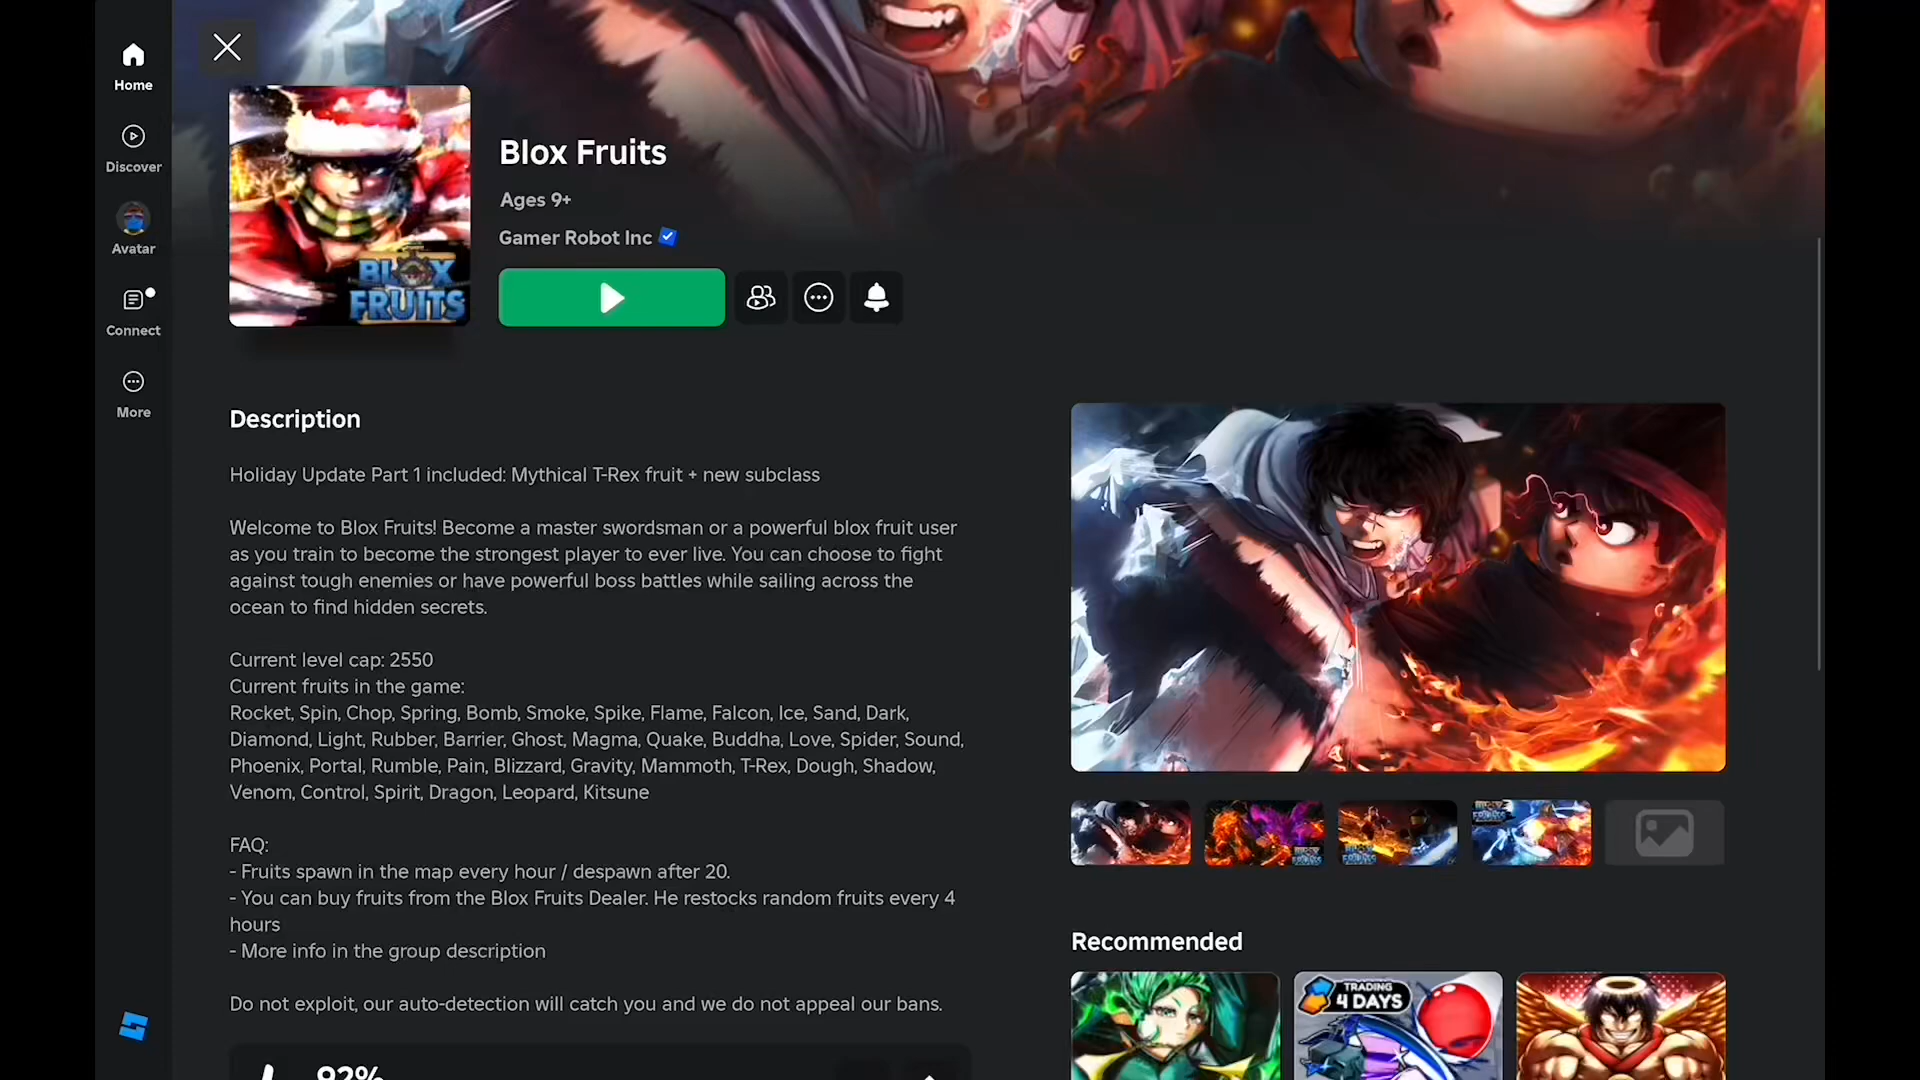 Home
Discover
Avatar
Connect
More
BLOX
FRUITS
Blox Fruits
Ages 9+
Gamer Robot Inc
Description
Holiday Update Part 1 included: Mythical T-Rex fruit + new subclass
Welcome to Blox Fruits! Become a master swordsman or a powerful blox fruit user
as you train to become the strongest player to ever live. You can choose to fight
against tough enemies or have powerful boss battles while sailing across the
ocean to find hidden secrets.
Current level cap: 2550
Current fruits in the game:
Rocket, Spin, Chop, Spring, Bomb, Smoke, Spike, Flame, Falcon, Ice, Sand, Dark,
Diamond, Light, Rubber, Barrier, Ghost, Magma, Quake, Buddha, Love, Spider, Sound,
Phoenix, Portal, Rumble, Pain, Blizzard, Gravity, Mammoth, T-Rex, Dough, Shadow,
Venom, Control, Spirit, Dragon, Leopard, Kitsune
FAQ:
- Fruits spawn in the map every hour / despawn after 20.
- You can buy fruits from the Blox Fruits Dealer. He restocks random fruits every 4
hours
- More info in the group description
Do not exploit, our auto-detection will catch you and we do not appeal our bans.
92%
Recommended
TRADING
4 DAYS